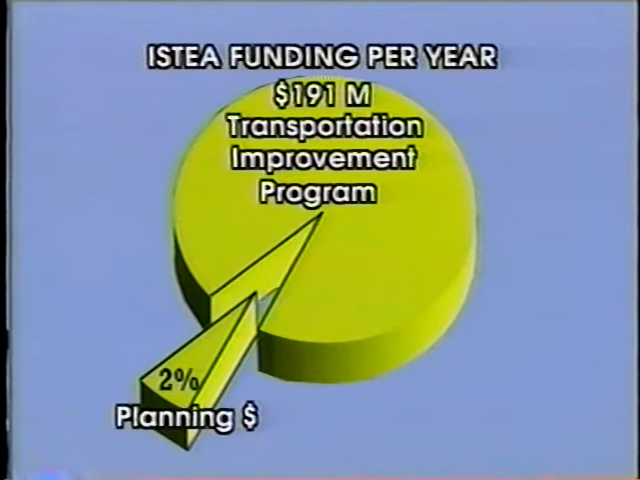 ISTEA FUNDING PER YEAR
$191 M
Transportation
Improvement
Program
2%
Planning $